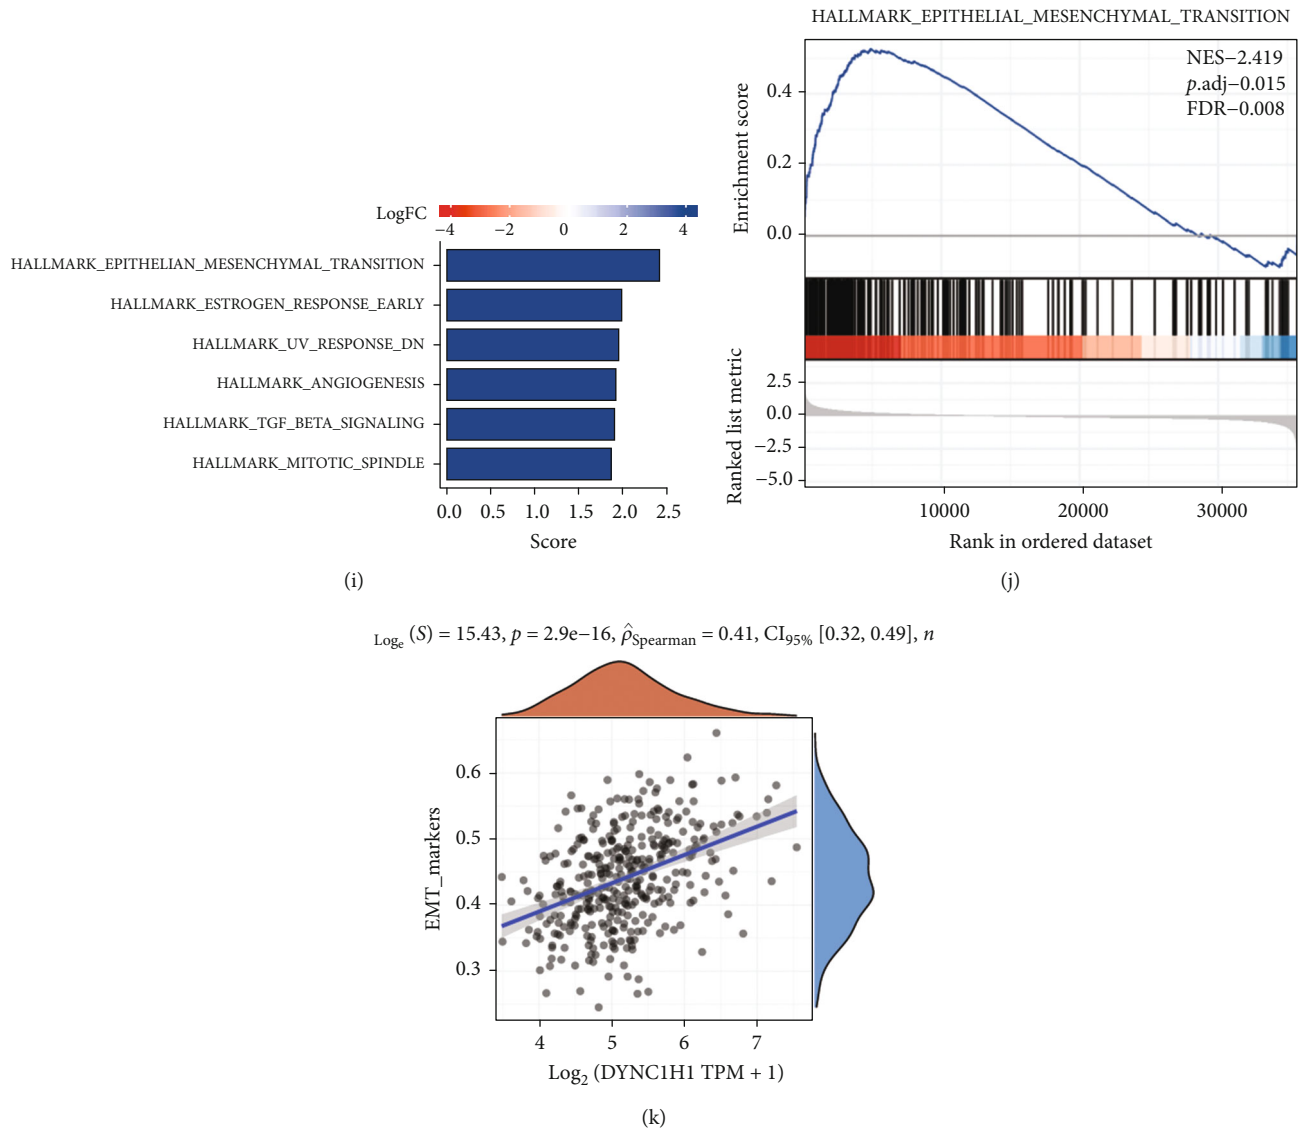 LogFC
−4 −2 0 2 4
HALLMARK_EPITHELIAN_MESENCHYMAL_TRANSITION
HALLMARK_ESTROGEN_RESPONSE_EARLY
HALLMARK_UV_RESPONSE_DN
HALLMARK_ANGIOGENESIS
HALLMARK_TGF_BETA_SIGNALING
HALLMARK_MITOTIC_SPINDLE
0.0 0.5 1.0 1.5 2.0 2.5
Score
(i)
HALLMARK_EPITHELIAL_MESENCHYMAL_TRANSITION
NES−2.419
p.adj−0.015
FDR−0.008
Enrichment score
0.4
0.2
0.0
Ranked list metric
2.5
0.0
−2.5
−5.0
10000 20000 30000
Rank in ordered dataset
(j)
Logₑ (S) = 15.43, p = 2.9e−16, ρ̂Spearman = 0.41, CI95% [0.32, 0.49], n
EMT_markers
0.6
0.5
0.4
0.3
4 5 6 7
Log₂ (DYNC1H1 TPM + 1)
(k)